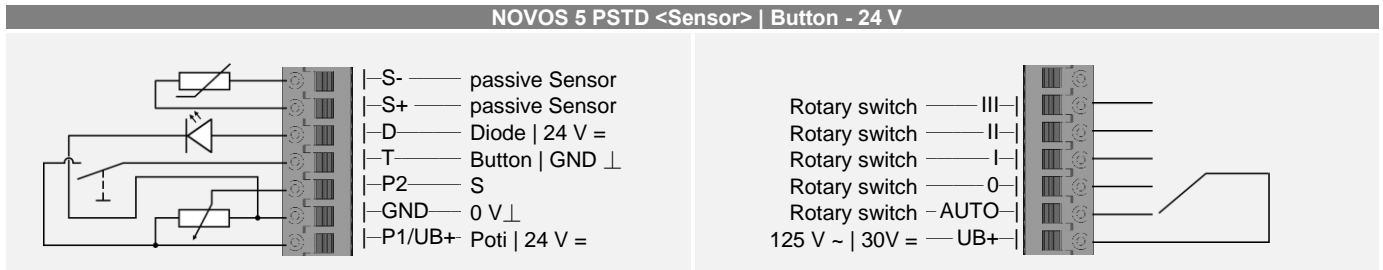 NOVOS 5 PSTD <Sensor> | Button - 24 V
S- passive Sensor
S+ passive Sensor
D Diode | 24 V =
T Button | GND ⊥
P2 S
GND 0 V⊥
P1/UB+ Poti | 24 V =
Rotary switch III
Rotary switch II
Rotary switch I
Rotary switch 0
Rotary switch AUTO
125 V ~ | 30V = UB+